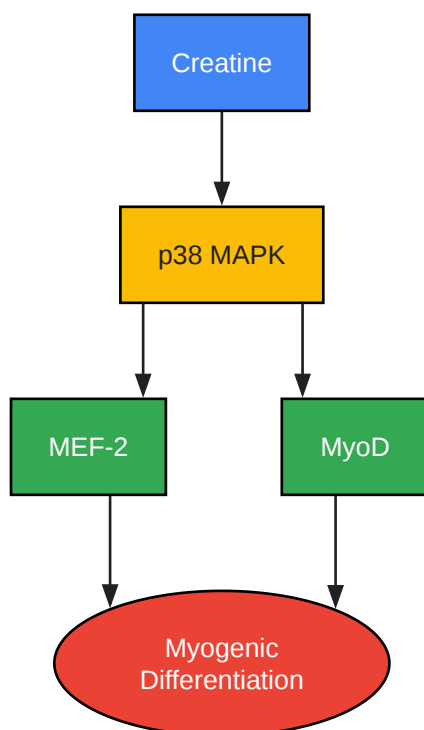 Creatine
p38 MAPK
MEF-2
MyoD
Myogenic
Differentiation